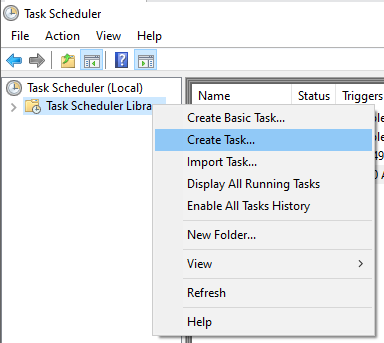 Task Scheduler
File Action View Help
Task Scheduler (Local)
Task Scheduler Libra
Name Status Triggers
Create Basic Task...
Create Task...
Import Task...
Display All Running Tasks
Enable All Tasks History
New Folder...
View
Refresh
Help